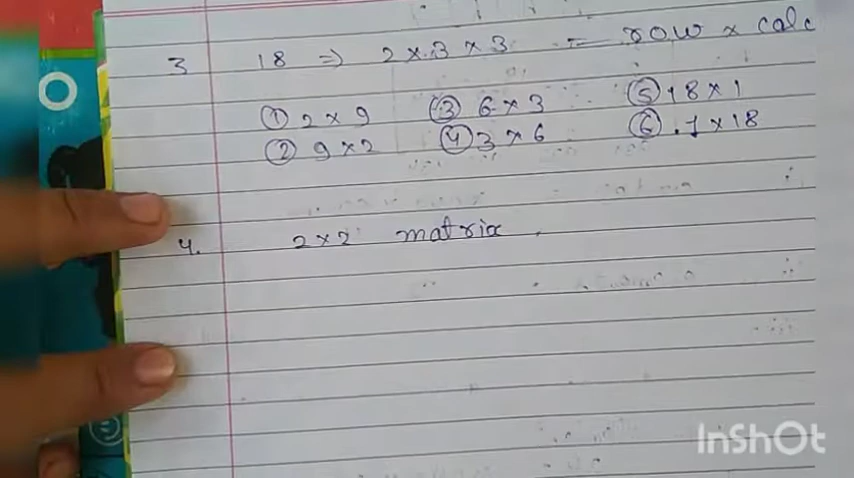 3 18 ⇒ 2 × 3 × 3 = row × calc
① 2 × 9 ③ 6 × 3 ⑤ 18 × 1
② 9 × 2 ④ 3 × 6 ⑥ 1 × 18
4. 2 × 2 matrix
InShOt